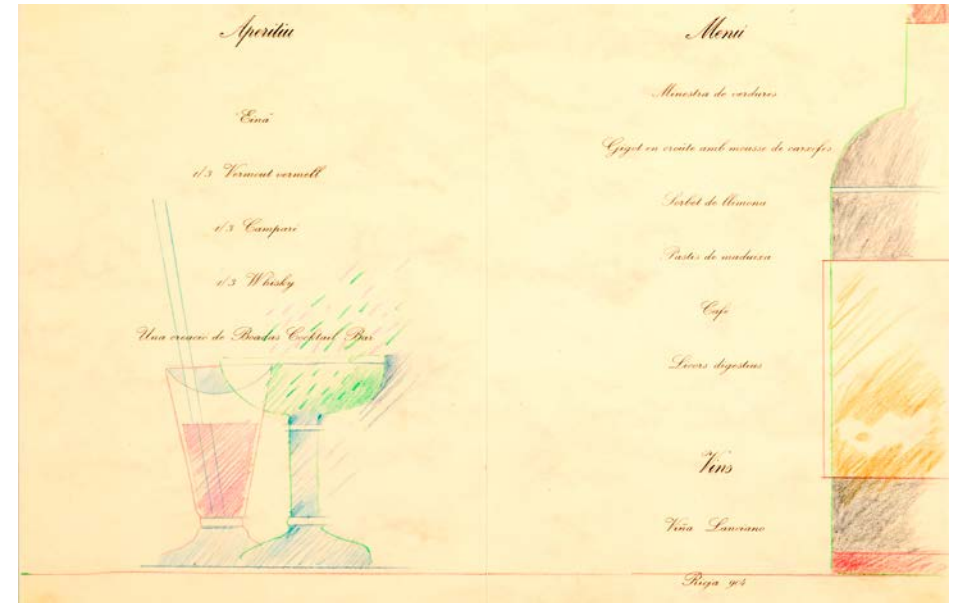 Aperitiu
"Eina"
1/3 Vermout vermell
1/3 Campari
1/3 Whisky
Una creació de Boadas Cocktail Bar
Menú
Minestra de verdures
Gigot en croûte amb mousse de carxofes
Sorbet de llimona
Pastís de maduixa
Cafè
Licors digestius
Vins
Viña Lanciano
Rioja 904